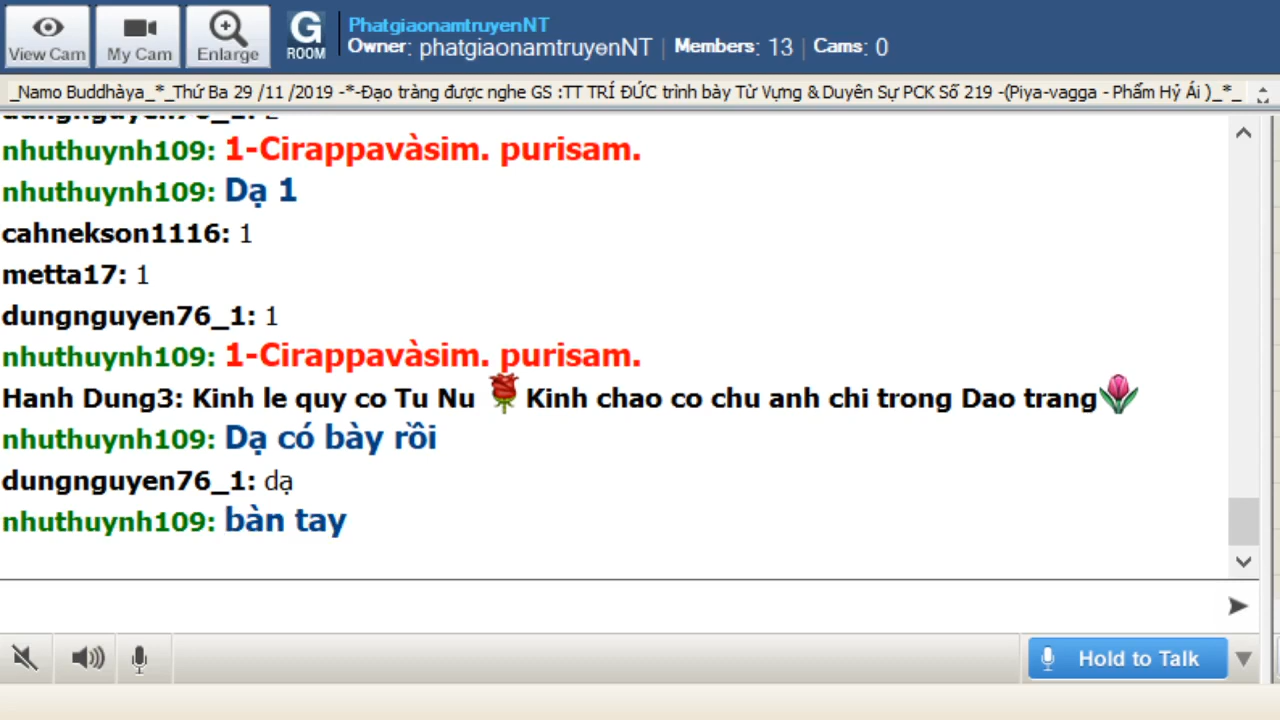 View Cam
My Cam
Enlarge
G
ROOM
PhatgiaonamtruyenNT
Owner: phatgiaonamtruyenNT | Members: 13 | Cams: 0
_Namo Buddhàya_*_Thứ Ba 29 /11 /2019 -*-Đạo tràng được nghe GS :TT TRÍ ĐỨC trình bày Từ Vựng & Duyên Sự PCK Số 219 -(Piya-vagga - Phẩm Hỷ Ái )_*_
dungnguyen76_1: 2
nhuthuynh109: 1-Cirappavàsim. purisam.
nhuthuynh109: Dạ 1
cahnekson1116: 1
metta17: 1
dungnguyen76_1: 1
nhuthuynh109: 1-Cirappavàsim. purisam.
Hanh Dung3: Kinh le quy co Tu Nu 🌹Kinh chao co chu anh chi trong Dao trang🌷
nhuthuynh109: Dạ có bày rồi
dungnguyen76_1: dạ
nhuthuynh109: bàn tay
Hold to Talk